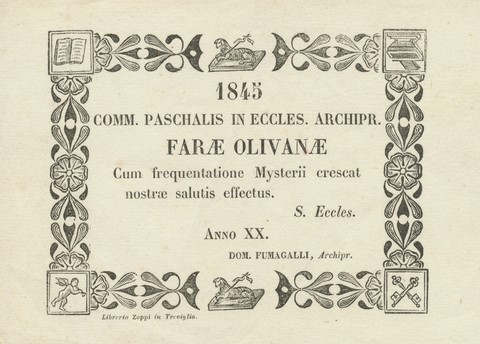 1845
COMM. PASCHALIS IN ECCLES. ARCHIPR.
FARÆ OLIVANÆ
Cum frequentatione Mysterii crescat
nostræ salutis effectus.
S. Eccles.
ANNO XX.
DOM. FUMAGALLI, Archipr.
Libreria Zoppi in Treviglio.